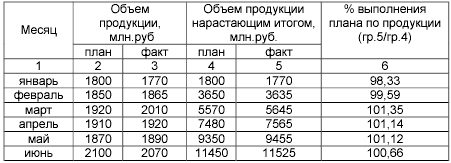 Месяц | Объем продукции, млн.руб | Объем продукции нарастающим итогом, млн.руб. | % выполнения плана по продукции (гр.5/гр.4)
план | факт | план | факт
1 | 2 | 3 | 4 | 5 | 6
январь | 1800 | 1770 | 1800 | 1770 | 98,33
февраль | 1850 | 1865 | 3650 | 3635 | 99,59
март | 1920 | 2010 | 5570 | 5645 | 101,35
апрель | 1910 | 1920 | 7480 | 7565 | 101,14
май | 1870 | 1890 | 9350 | 9455 | 101,12
июнь | 2100 | 2070 | 11450 | 11525 | 100,66